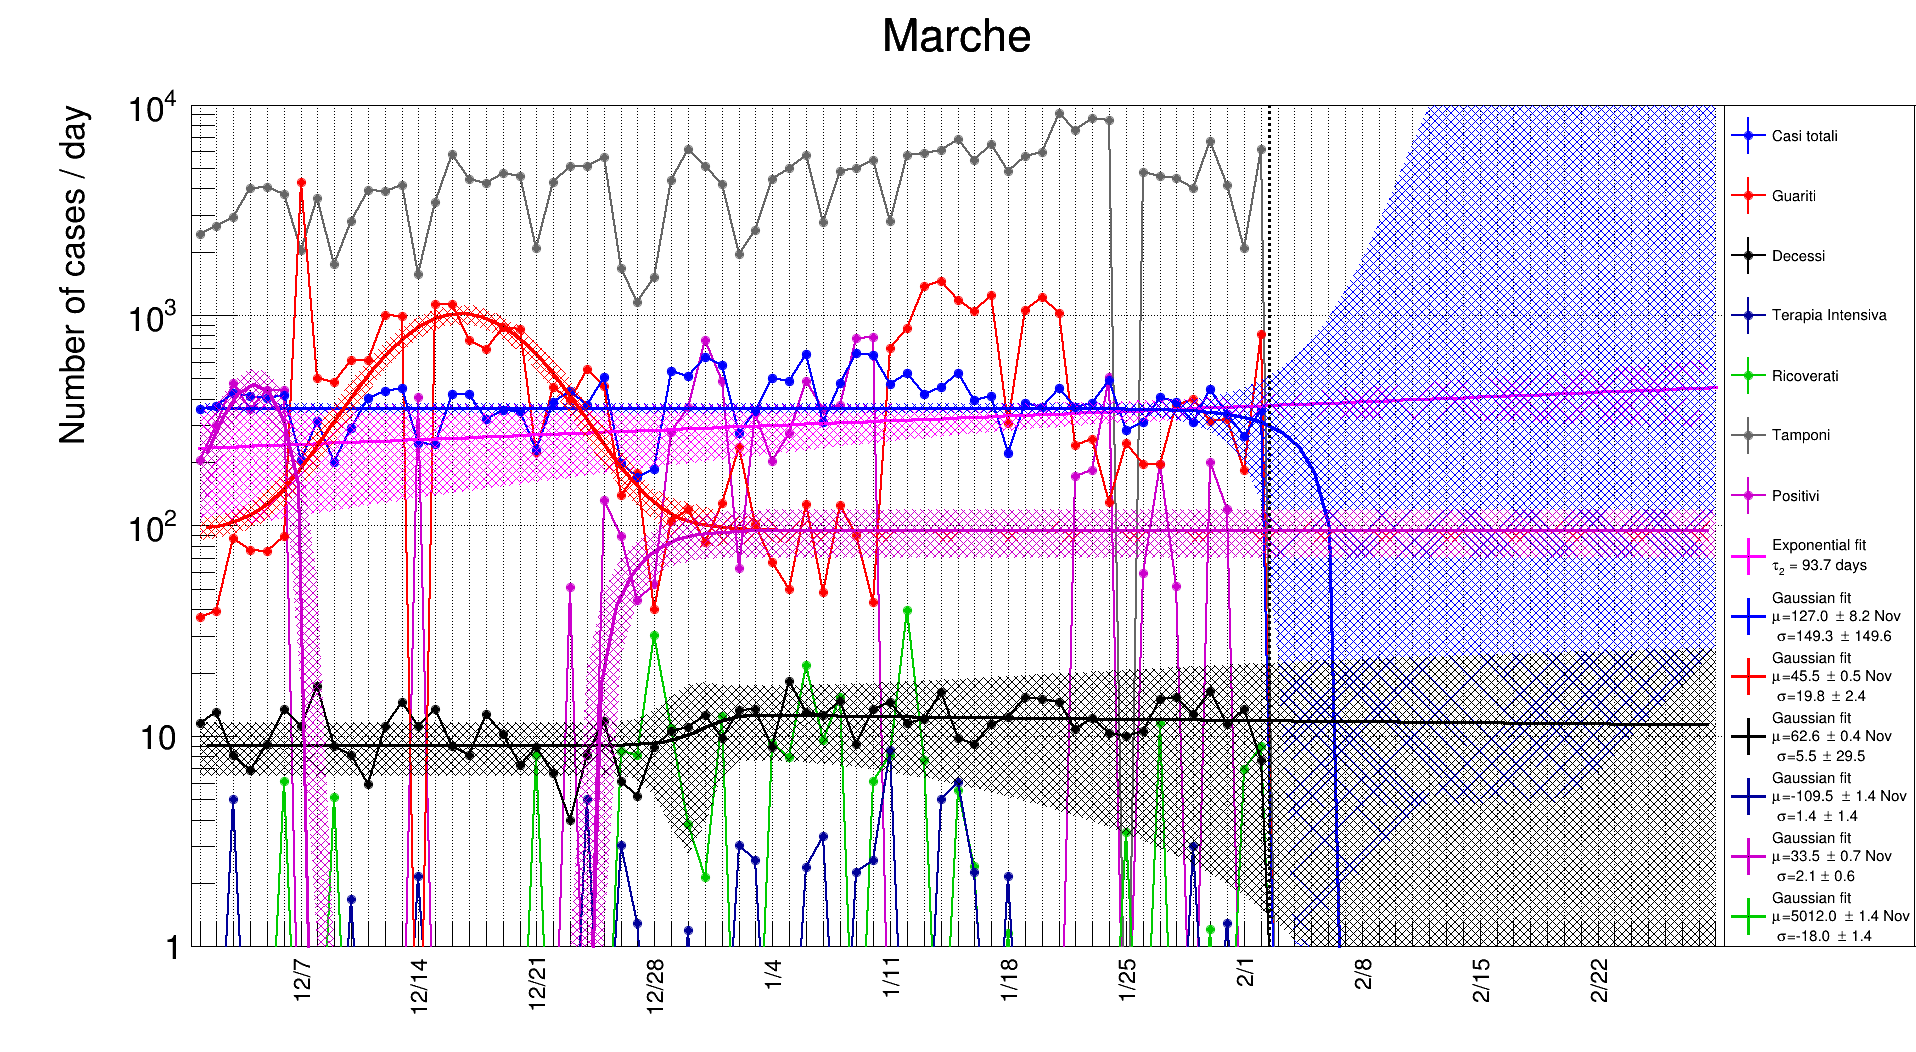 Marche
Number of cases / day
10^4
10^3
10^2
10
1
12/7
12/14
12/21
12/28
1/4
1/11
1/18
1/25
2/1
2/8
2/15
2/22
Casi totali
Guariti
Decessi
Terapia Intensiva
Ricoverati
Tamponi
Positivi
Exponential fit
τ₂ = 93.7 days
Gaussian fit
μ=127.0 ± 8.2 Nov
σ=149.3 ± 149.6
Gaussian fit
μ=45.5 ± 0.5 Nov
σ=19.8 ± 2.4
Gaussian fit
μ=62.6 ± 0.4 Nov
σ=5.5 ± 29.5
Gaussian fit
μ=-109.5 ± 1.4 Nov
σ=1.4 ± 1.4
Gaussian fit
μ=33.5 ± 0.7 Nov
σ=2.1 ± 0.6
Gaussian fit
μ=5012.0 ± 1.4 Nov
σ=-18.0 ± 1.4